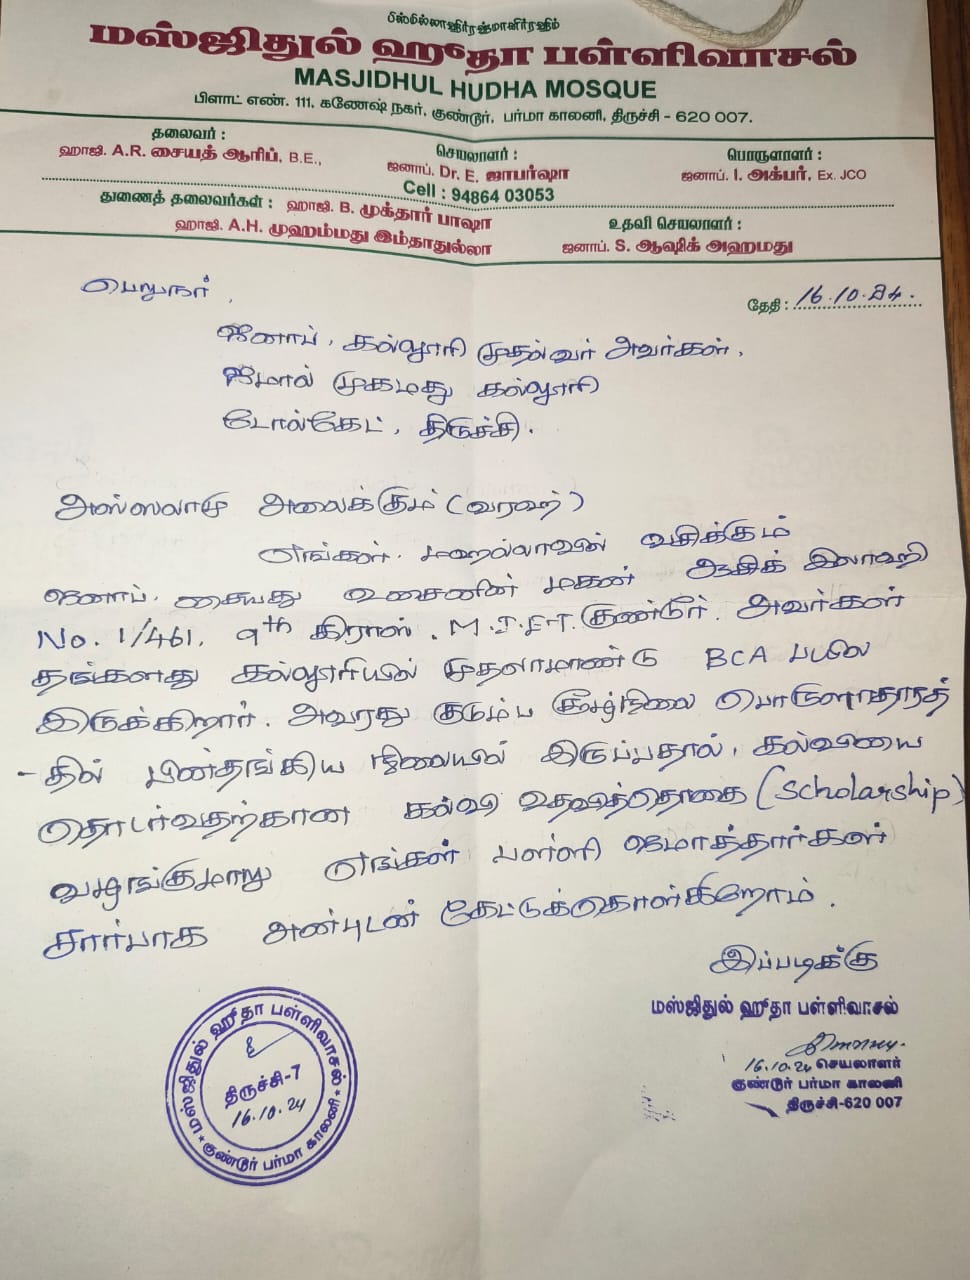 பிஸ்மில்லாஹிர்ரஹ்மானிர்ரஹீம்
மஸ்ஜிதுல் ஹுதா பள்ளிவாசல்
MASJIDHUL HUDHA MOSQUE
பிளாட் எண். 111, கணேஷ் நகர், குண்டூர், பர்மா காலனி, திருச்சி - 620 007.
தலைவர் :
ஹாஜி. A.R. சையத் ஆரிப், B.E.,
செயலாளர் :
ஜனாப். Dr. E. ஜாபர்ஷா
Cell : 94864 03053
பொருளாளர் :
ஜனாப். I. அக்பர், Ex. JCO
துணைத் தலைவர்கள் : ஹாஜி. B. முக்தார் பாஷா
ஹாஜி. A.H. முஹம்மது இம்தாதுல்லா
உதவி செயலாளர் :
ஜனாப். S. ஆஷிக் அஹமது
பெறுநர்,
தேதி : 16.10.24.
ஜனாப். கல்லூரி முதல்வர் அவர்கள்,
ஜமால் முகமது கல்லூரி
டோல்கேட், திருச்சி.
அஸ்ஸலாமு அலைக்கும் (வரஹ்)
எங்கள். மஹல்லாவின் வசிக்கும்
ஜனாப். சையது உசைனின் மகன் ஆசிக் இலாஹி
No. 1/461, 9th கிராஸ். M.I.E.T. குண்டூர். அவர்கள்
தங்களது கல்லூரியில் முதலாமாண்டு BCA பயில
இருக்கிறார். அவரது குடும்ப சூழ்நிலை பொருளாதாரத்
- தில் பின்தங்கிய நிலையில் இருப்பதால், கல்வியை
தொடர்வதற்கான கல்வி உதவித்தொகை (Scholarship)
வழங்குமாறு எங்கள் பள்ளி ஜமாத்தார்கள்
சார்பாக அன்புடன் கேட்டுக்கொள்கிறோம்.
இப்படிக்கு
மஸ்ஜிதுல் ஹுதா பள்ளிவாசல்
16.10.24 செயலாளர்
குண்டூர் பர்மா காலனி
திருச்சி-620 007
மஸ்ஜிதுல் ஹுதா பள்ளிவாசல்
திருச்சி-7
16.10.24
குண்டூர் பர்மா காலனி